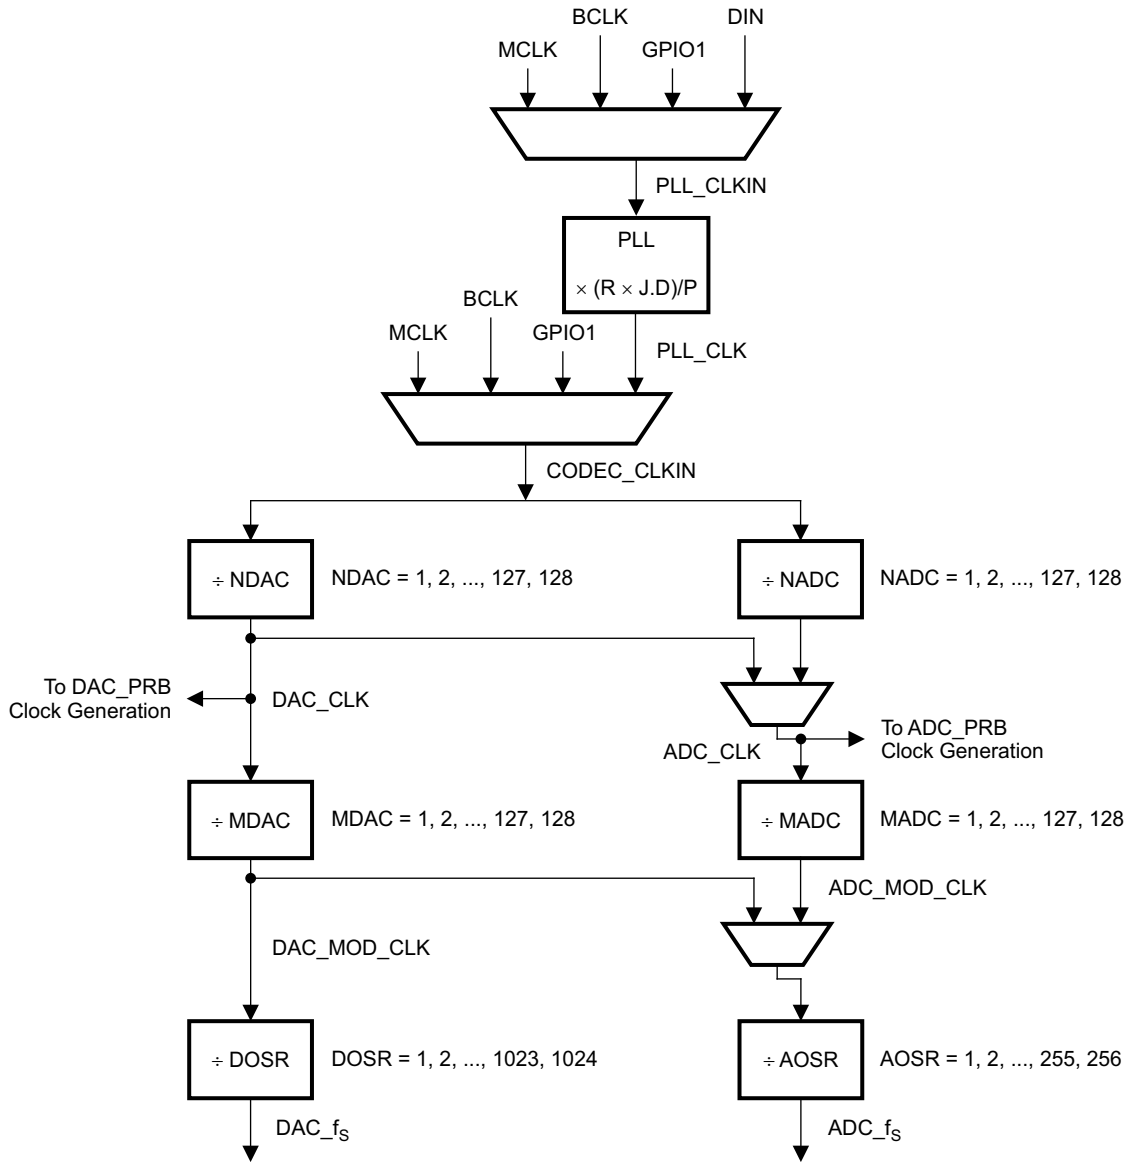 BCLK
DIN
MCLK
GPIO1
PLL_CLKIN
PLL
× (R × J.D)/P
BCLK
MCLK
GPIO1
PLL_CLK
CODEC_CLKIN
÷ NDAC
NDAC = 1, 2, ..., 127, 128
÷ NADC
NADC = 1, 2, ..., 127, 128
To DAC_PRB
Clock Generation
DAC_CLK
To ADC_PRB
Clock Generation
ADC_CLK
÷ MDAC
MDAC = 1, 2, ..., 127, 128
÷ MADC
MADC = 1, 2, ..., 127, 128
ADC_MOD_CLK
DAC_MOD_CLK
÷ DOSR
DOSR = 1, 2, ..., 1023, 1024
÷ AOSR
AOSR = 1, 2, ..., 255, 256
DAC_fS
ADC_fS